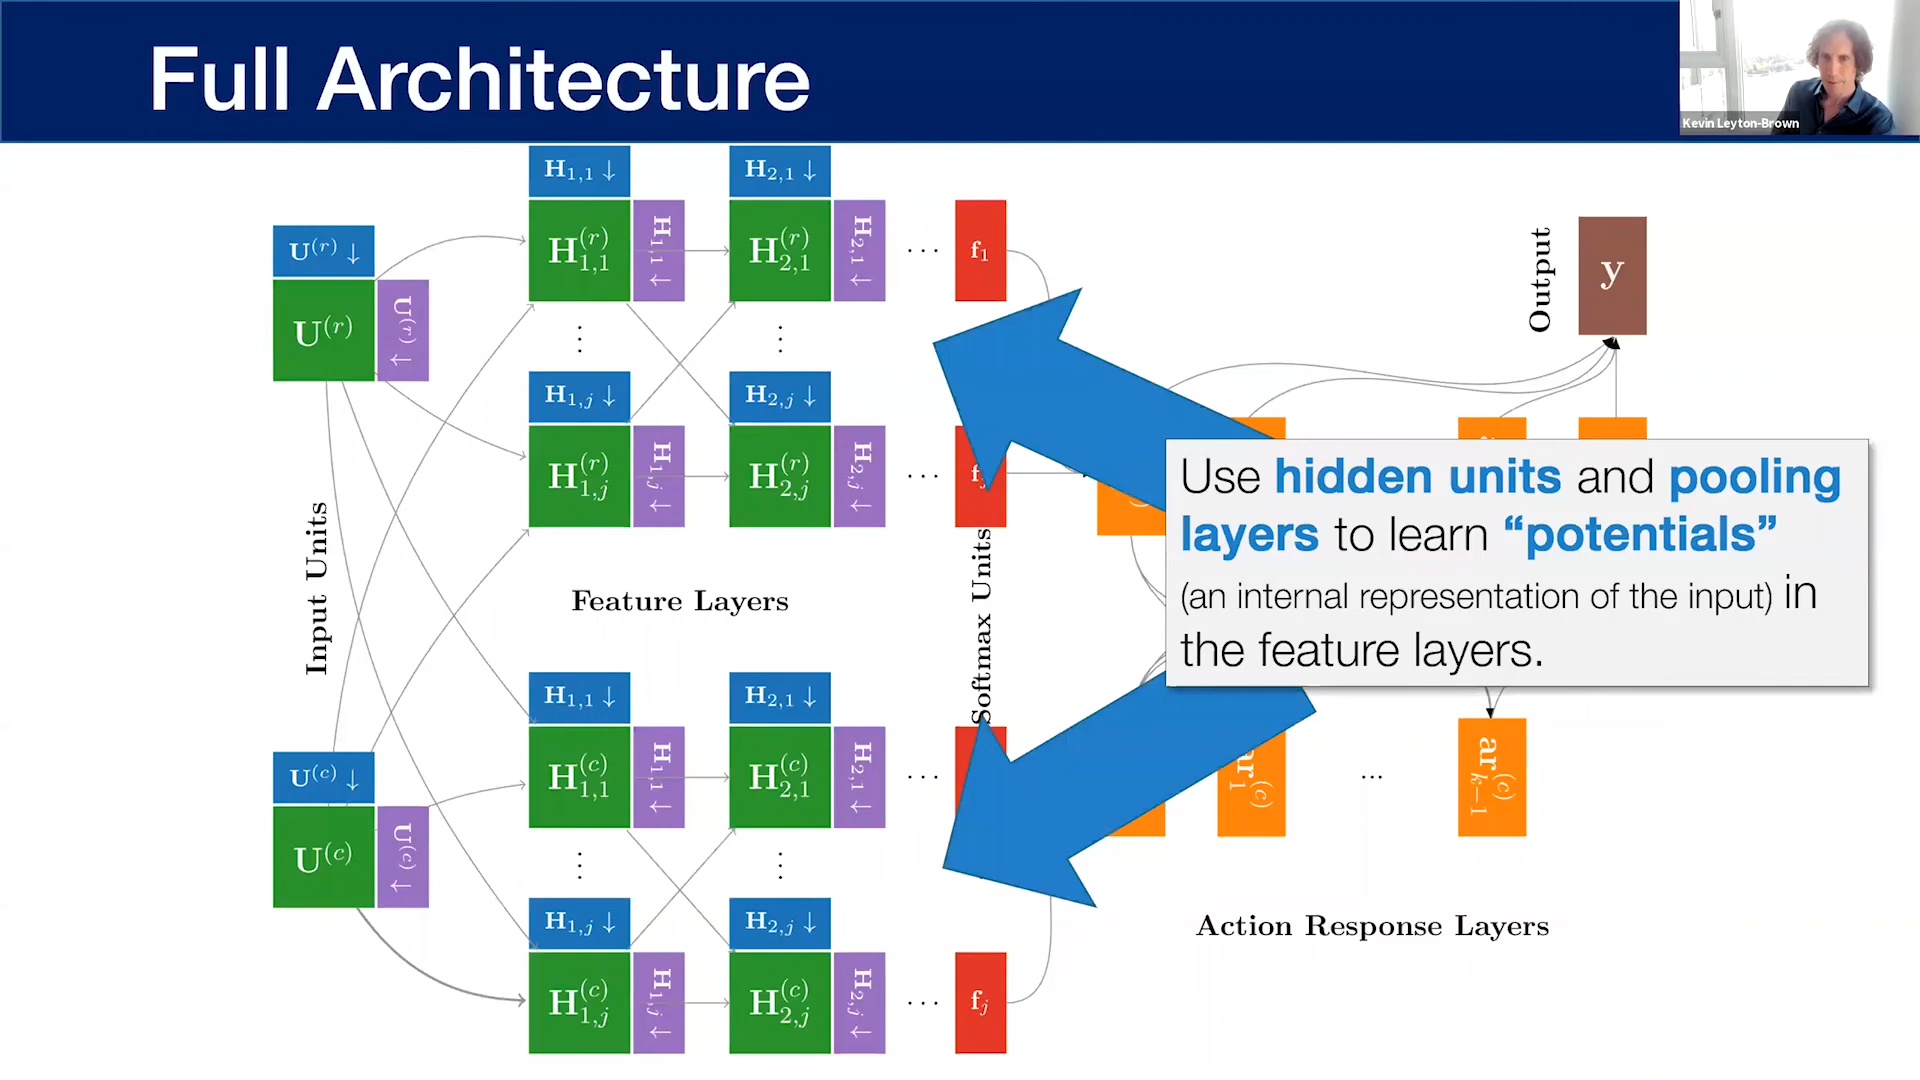 Full Architecture
Kevin Leyton-Brown
H1,1 ↓
H2,1 ↓
U(r) ↓
H(r)1,1
H1,1 ↓
H(r)2,1
H2,1 ↓
...
f1
U(r)
U(r) ↓
Output
y
H1,j ↓
H2,j ↓
H(r)1,j
H1,j ↓
H(r)2,j
H2,j ↓
...
Use hidden units and pooling
layers to learn “potentials”
(an internal representation of the input) in
the feature layers.
Input Units
Feature Layers
Softmax Units
H1,1 ↓
H2,1 ↓
U(c) ↓
H(c)1,1
H1,1 ↓
H(c)2,1
H2,1 ↓
...
ar(c)1
...
ar(c)k−1
U(c)
U(c) ↓
H1,j ↓
H2,j ↓
Action Response Layers
H(c)1,j
H1,j ↓
H(c)2,j
H2,j ↓
...
fj